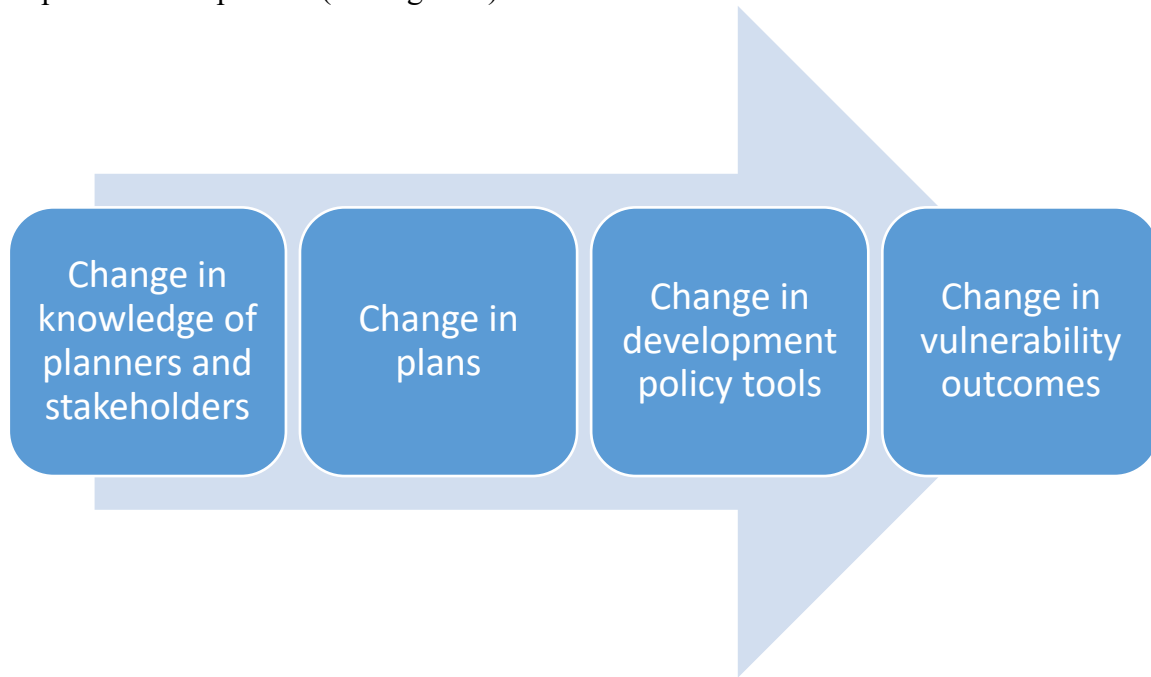 Change in
knowledge of
planners and
stakeholders
Change in
plans
Change in
development
policy tools
Change in
vulnerability
outcomes